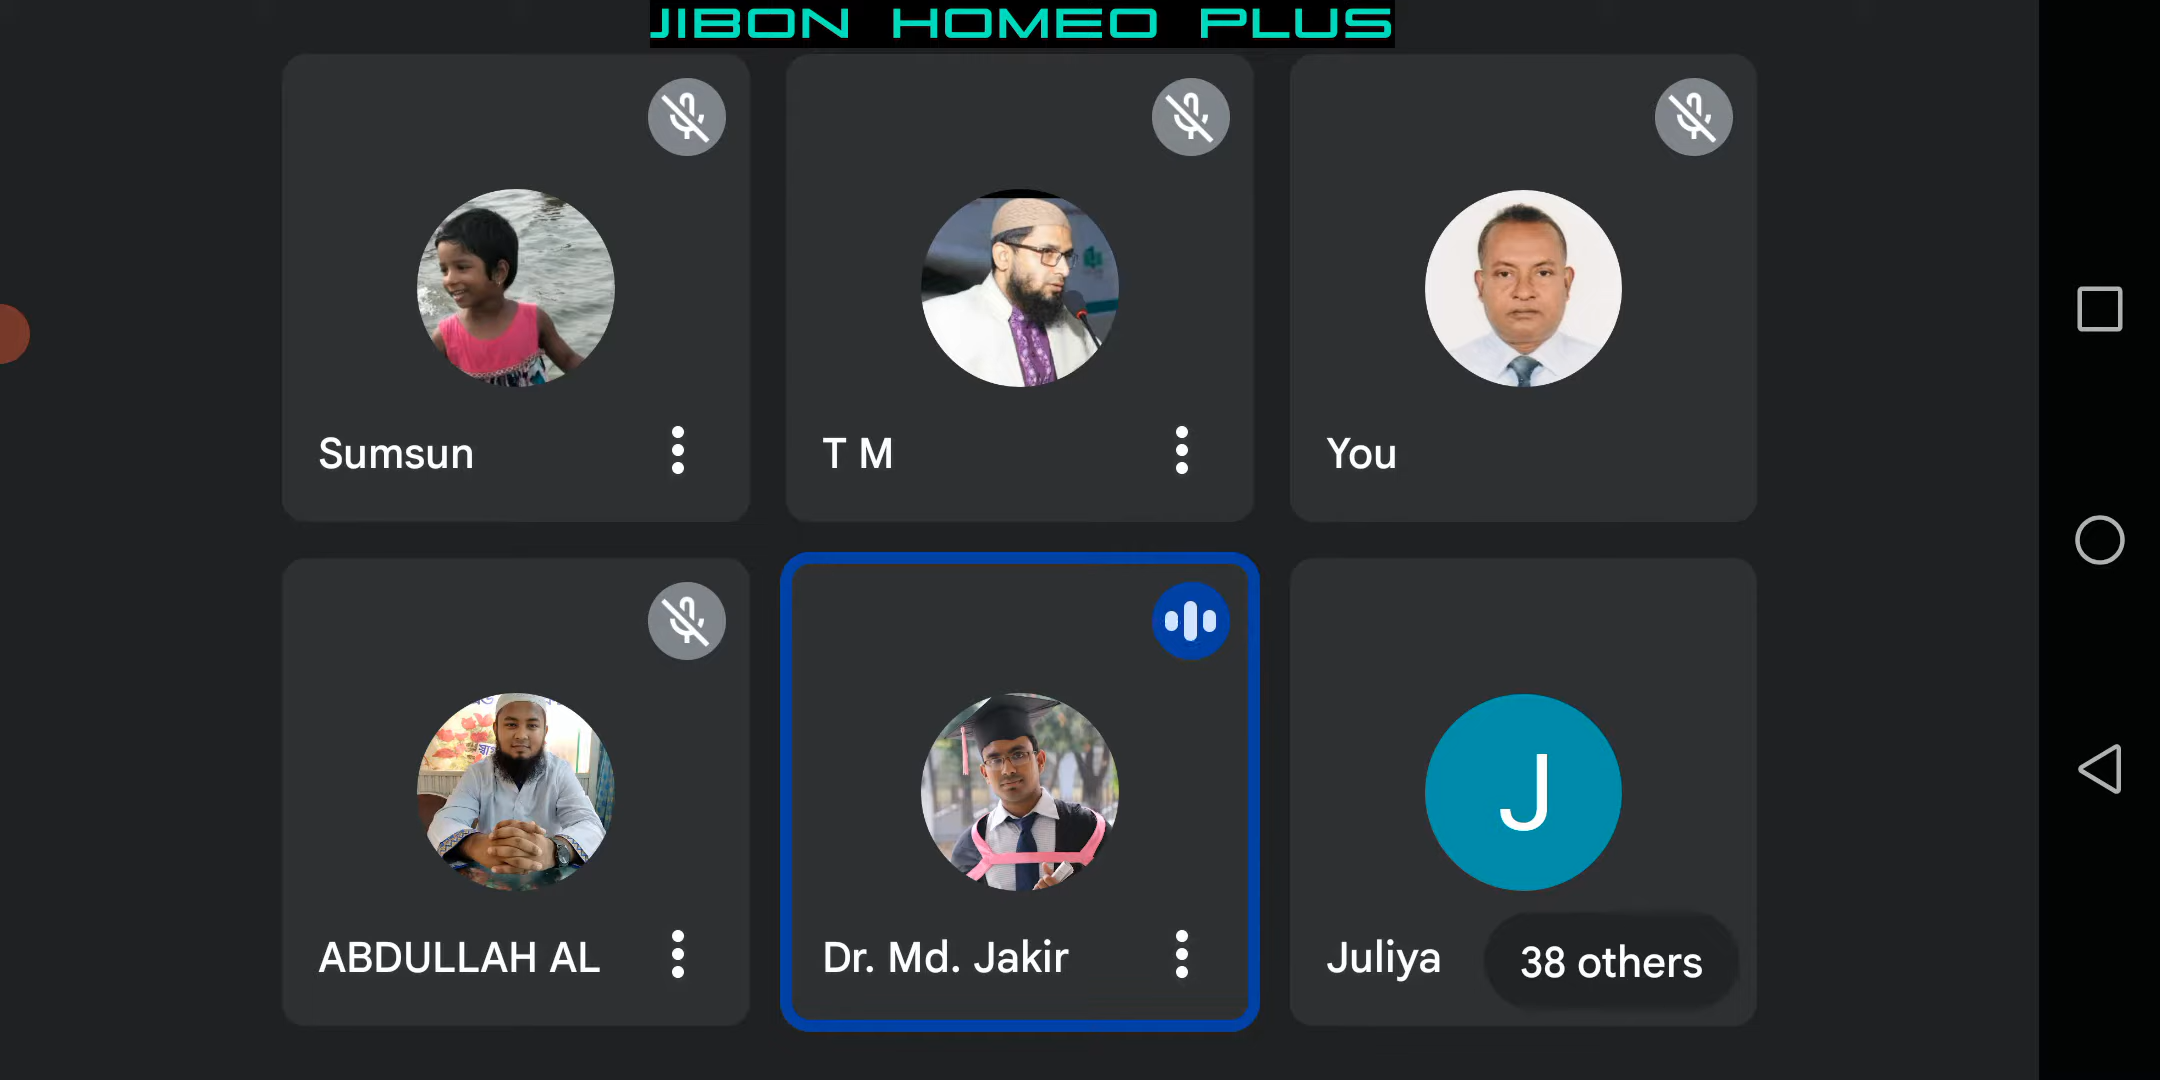 JIBON HOMEO PLUS
Sumsun
T M
You
ABDULLAH AL
Dr. Md. Jakir
J
Juliya
38 others